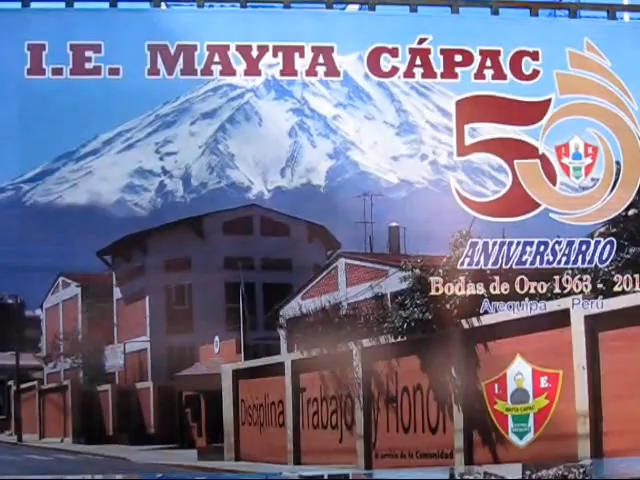 I.E. MAYTA CÁPAC
50
ANIVERSARIO
Bodas de Oro 1963 - 201
Arequipa - Perú
Disciplina Trabajo y Honor
al servicio de la Comunidad
I. E.
MAYTA CAPAC